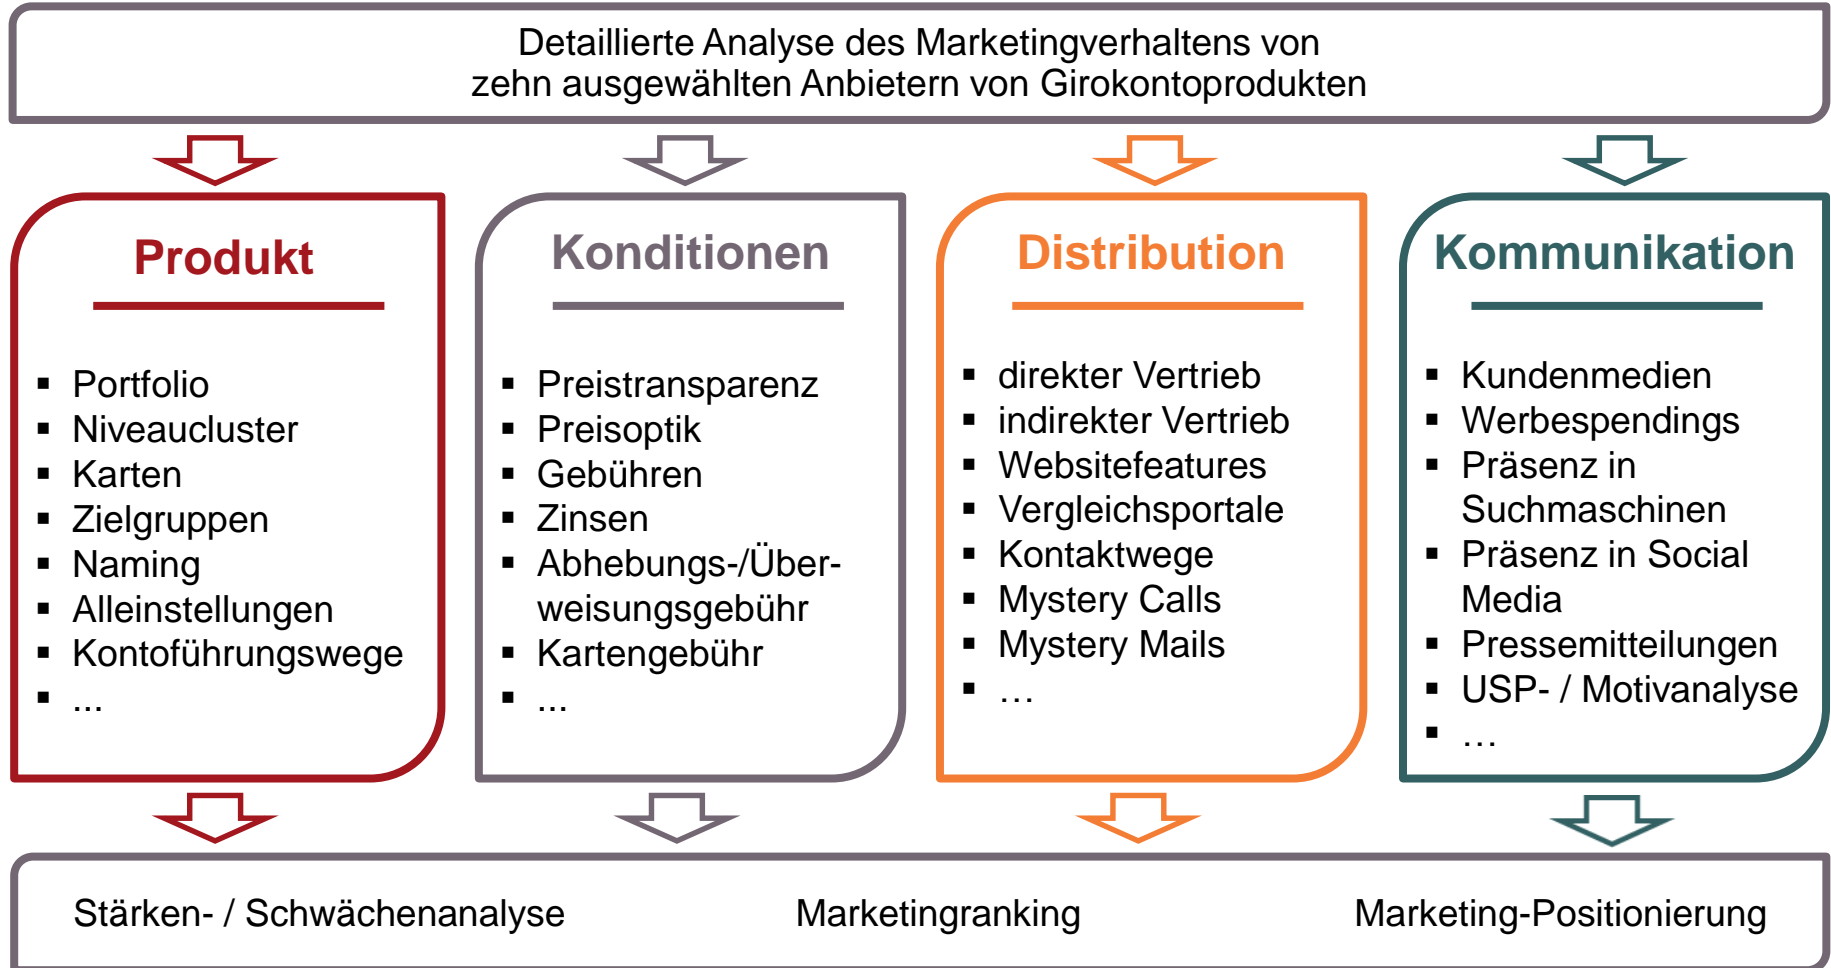 Detaillierte Analyse des Marketingverhaltens von
zehn ausgewählten Anbietern von Girokontoprodukten
Produkt
▪ Portfolio
▪ Niveaucluster
▪ Karten
▪ Zielgruppen
▪ Naming
▪ Alleinstellungen
▪ Kontoführungswege
▪ ...
Konditionen
▪ Preistransparenz
▪ Preisoptik
▪ Gebühren
▪ Zinsen
▪ Abhebungs-/Über-
weisungsgebühr
▪ Kartengebühr
▪ ...
Distribution
▪ direkter Vertrieb
▪ indirekter Vertrieb
▪ Websitefeatures
▪ Vergleichsportale
▪ Kontaktwege
▪ Mystery Calls
▪ Mystery Mails
▪ …
Kommunikation
▪ Kundenmedien
▪ Werbespendings
▪ Präsenz in
Suchmaschinen
▪ Präsenz in Social
Media
▪ Pressemitteilungen
▪ USP- / Motivanalyse
▪ …
Stärken- / Schwächenanalyse
Marketingranking
Marketing-Positionierung